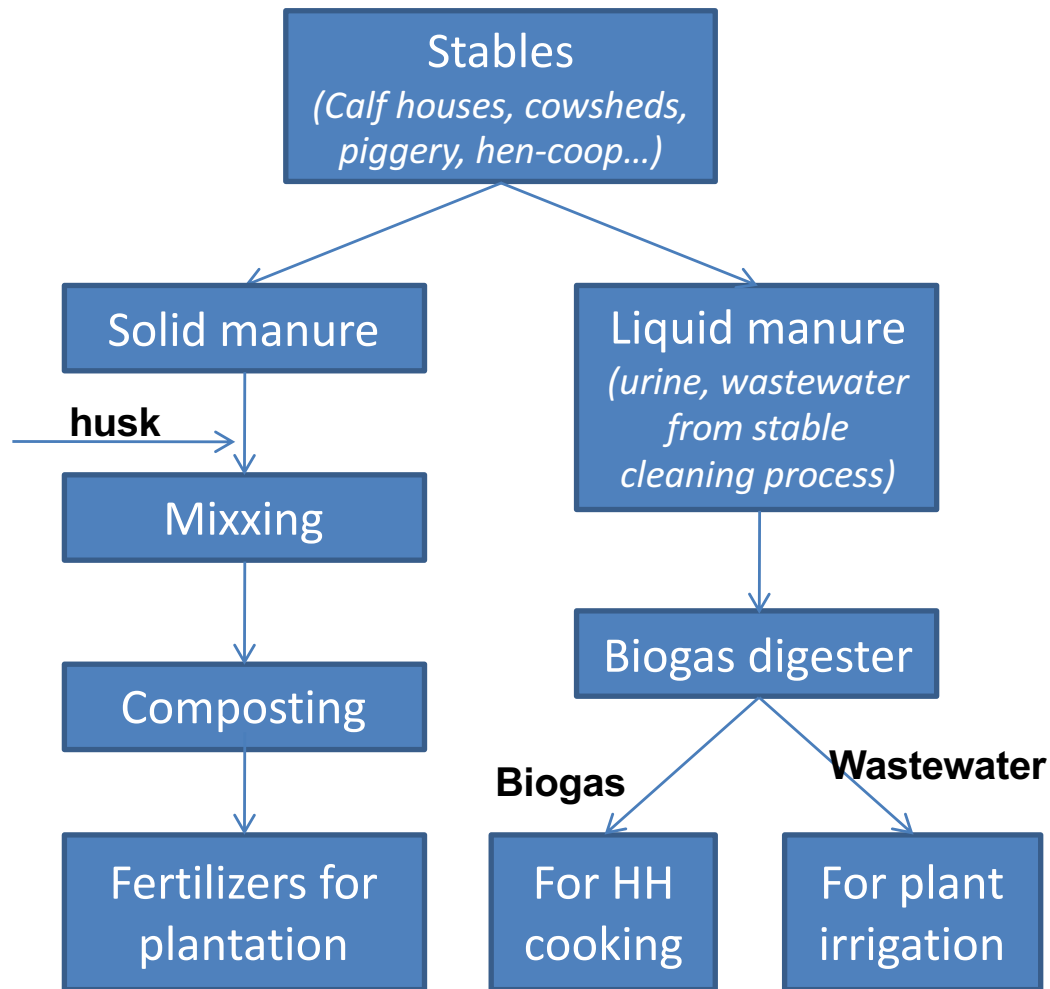 Stables
(Calf houses, cowsheds,
piggery, hen-coop...)
Solid manure
husk
Mixxing
Composting
Fertilizers for
plantation
Liquid manure
(urine, wastewater
from stable
cleaning process)
Biogas digester
Biogas
Wastewater
For HH
cooking
For plant
irrigation